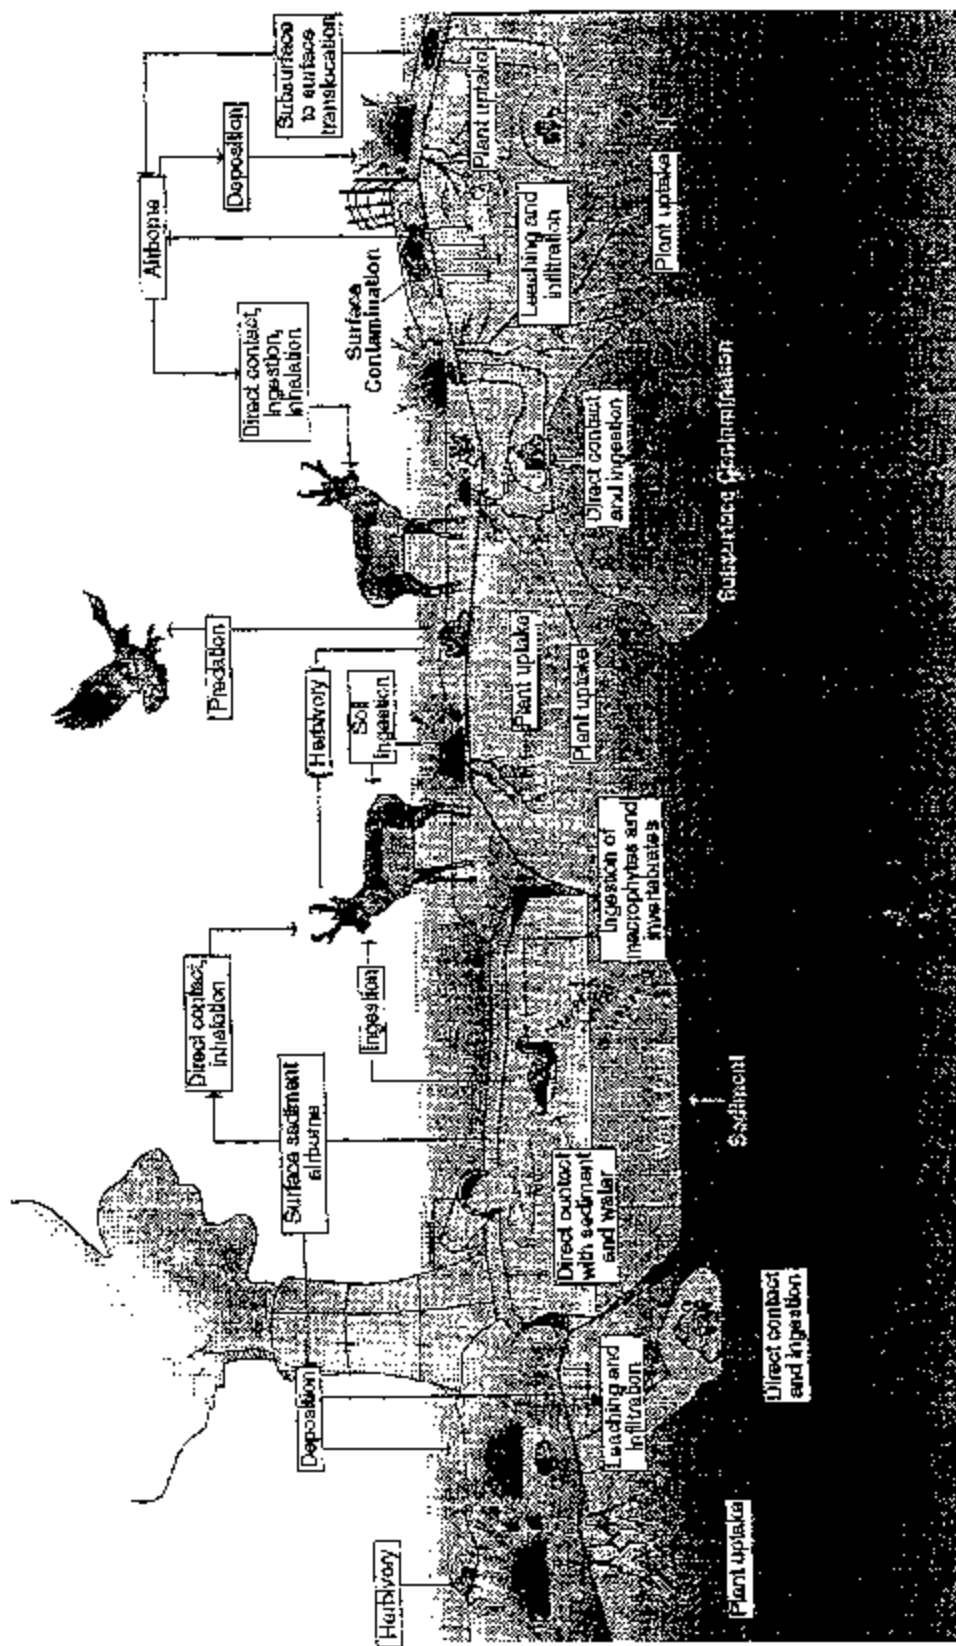 Herbivory
Deposition
Surface sediment
airborne
Direct contact,
inhalation
Ingestion
Herbivory
Soil
ingestion
Predation
Direct contact,
ingestion,
inhalation
Airborne
Deposition
Subsurface
to surface
translocation
Surface
Contamination
Plant uptake
Leaching and
infiltration
Plant uptake
Direct contact
and ingestion
Subsurface Contamination
Plant uptake
Plant uptake
Ingestion of
macrophytes and
invertebrates
Sediment
Direct contact
with sediment
and water
Leaching and
infiltration
Direct contact
and ingestion
Plant uptake